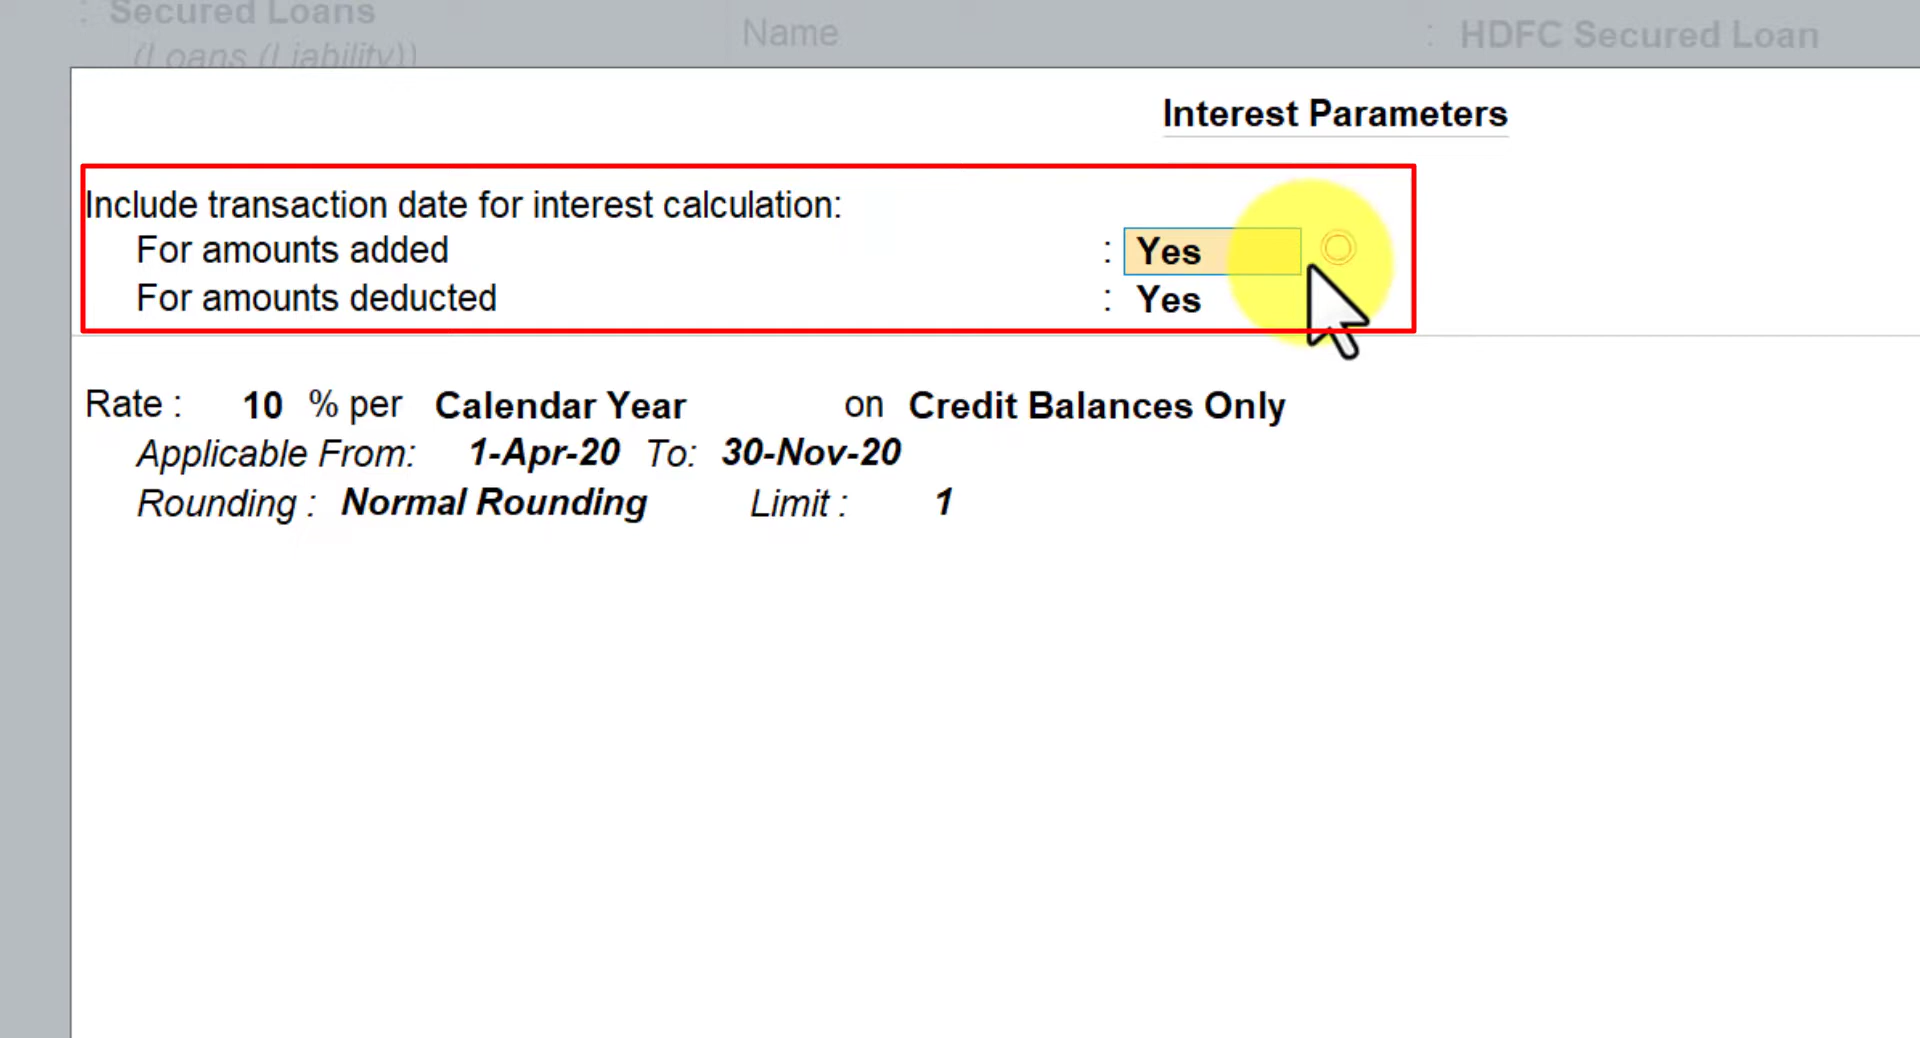 : Secured Loans
(Loans (Liability))
Name : HDFC Secured Loan
Interest Parameters
Include transaction date for interest calculation:
For amounts added : Yes
For amounts deducted : Yes
Rate : 10 % per Calendar Year on Credit Balances Only
Applicable From: 1-Apr-20 To: 30-Nov-20
Rounding : Normal Rounding Limit : 1